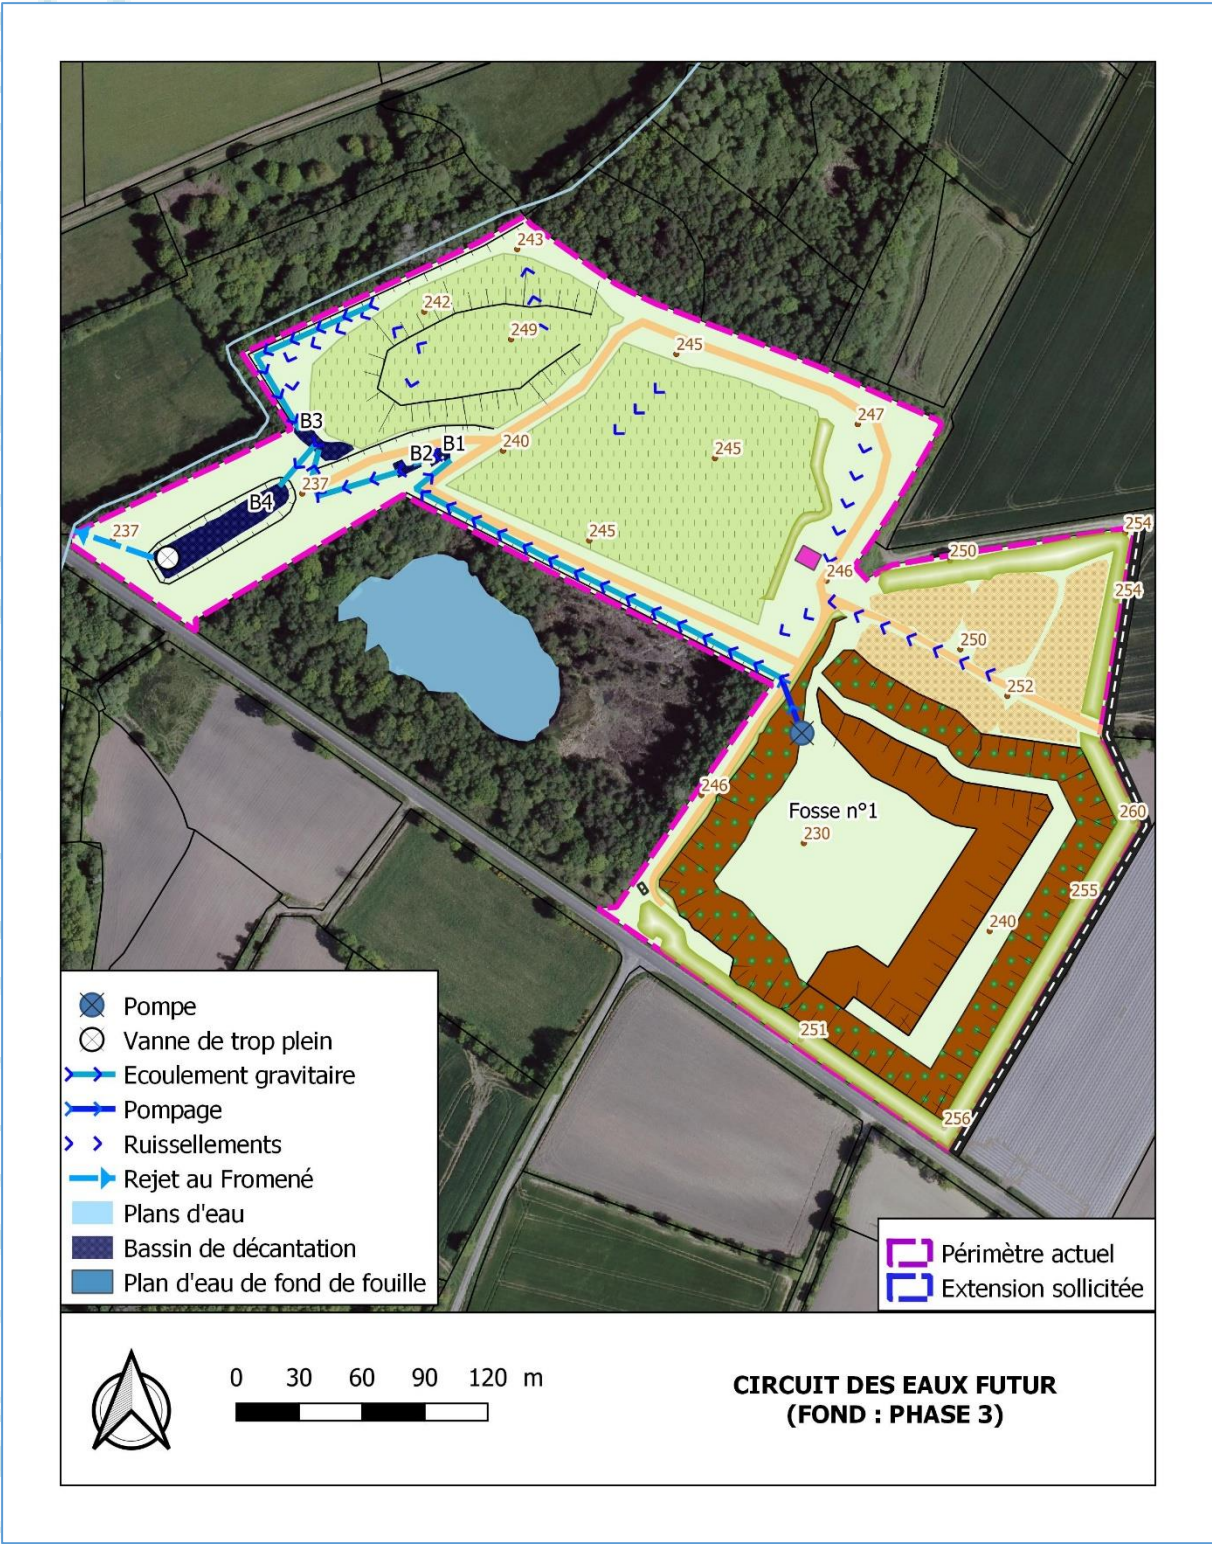 243
242
249
245
247
B3
B1
B2
240
245
237
B4
237
245
254
250
246
254
250
252
246
260
Fosse n°1
230
255
240
251
256
Pompe
Vanne de trop plein
Ecoulement gravitaire
Pompage
Ruissellements
Rejet au Fromené
Plans d'eau
Bassin de décantation
Plan d'eau de fond de fouille
Périmètre actuel
Extension sollicitée
0 30 60 90 120 m
CIRCUIT DES EAUX FUTUR
(FOND : PHASE 3)